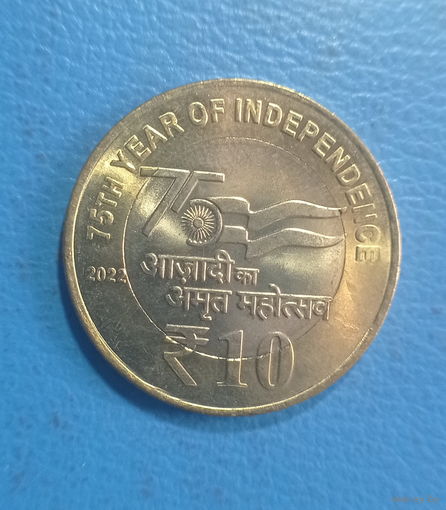 75TH YEAR OF INDEPENDENCE
75
2022
आज़ादी का
अमृत महोत्सव
₹ 10